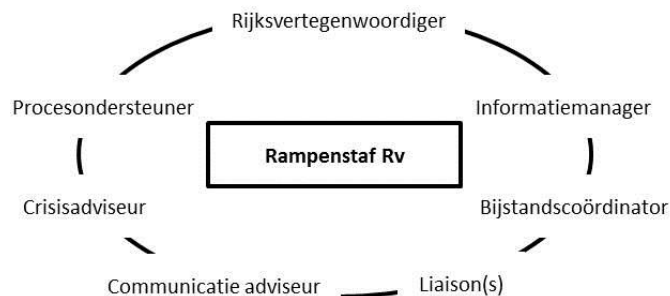 Rijksvertegenwoordiger
Procesondersteuner
Informatiemanager
Rampenstaf Rv
Crisisadviseur
Bijstandscoördinator
Communicatie adviseur
Liaison(s)